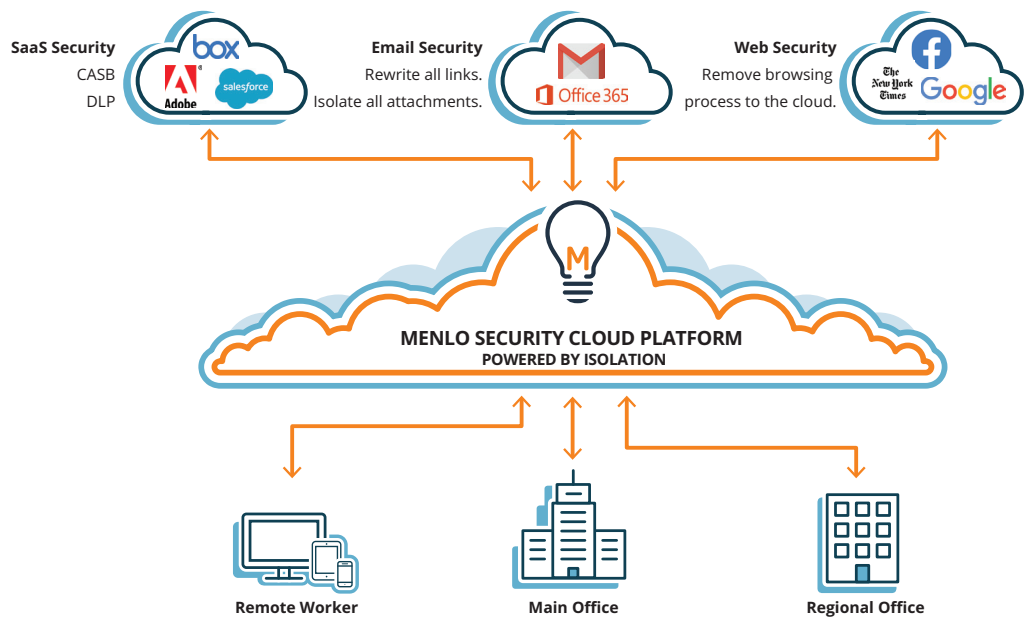 SaaS Security
CASB
DLP
box
Adobe
salesforce
Email Security
Rewrite all links.
Isolate all attachments.
Office 365
Web Security
Remove browsing
process to the cloud.
The
New York
Times
Google
M
MENLO SECURITY CLOUD PLATFORM
POWERED BY ISOLATION
Remote Worker
Main Office
Regional Office